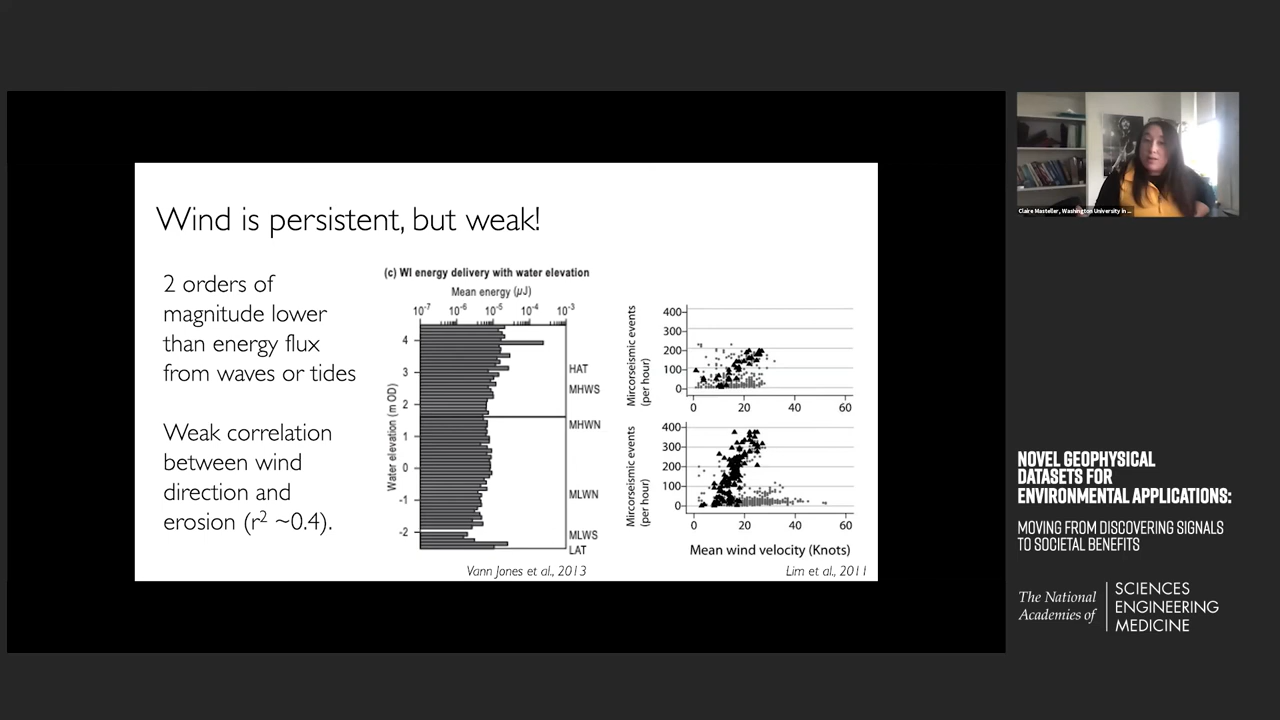 Wind is persistent, but weak!
2 orders of
magnitude lower
than energy flux
from waves or tides
Weak correlation
between wind
direction and
erosion (r² ~0.4).
(c) WI energy delivery with water elevation
Mean energy (µJ)
10⁻⁷ 10⁻⁶ 10⁻⁵ 10⁻⁴ 10⁻³
Water elevation (m OD)
4
3
2
1
0
-1
-2
HAT
MHWS
MHWN
MLWN
MLWS
LAT
Vann Jones et al., 2013
Mircorseismic events
(per hour)
400
300
200
100
0
0 20 40 60
Mircorseismic events
(per hour)
400
300
200
100
0
0 20 40 60
Mean wind velocity (Knots)
Lim et al., 2011
Claire Masteller, Washington University in ...
NOVEL GEOPHYSICAL
DATASETS FOR
ENVIRONMENTAL APPLICATIONS:
MOVING FROM DISCOVERING SIGNALS
TO SOCIETAL BENEFITS
The National
Academies of
SCIENCES
ENGINEERING
MEDICINE